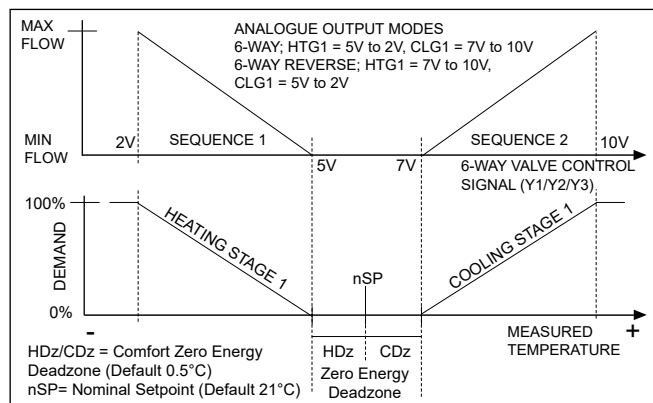 MAX
FLOW
ANALOGUE OUTPUT MODES
6-WAY; HTG1 = 5V to 2V, CLG1 = 7V to 10V
6-WAY REVERSE; HTG1 = 7V to 10V,
CLG1 = 5V to 2V
MIN
FLOW
2V
SEQUENCE 1
5V
7V
SEQUENCE 2
10V
6-WAY VALVE CONTROL
SIGNAL (Y1/Y2/Y3)
100%
DEMAND
0%
HEATING STAGE 1
nSP
COOLING STAGE 1
-
HDz
CDz
MEASURED
TEMPERATURE
+
Zero Energy
Deadzone
HDz/CDz = Comfort Zero Energy
Deadzone (Default 0.5°C)
nSP= Nominal Setpoint (Default 21°C)